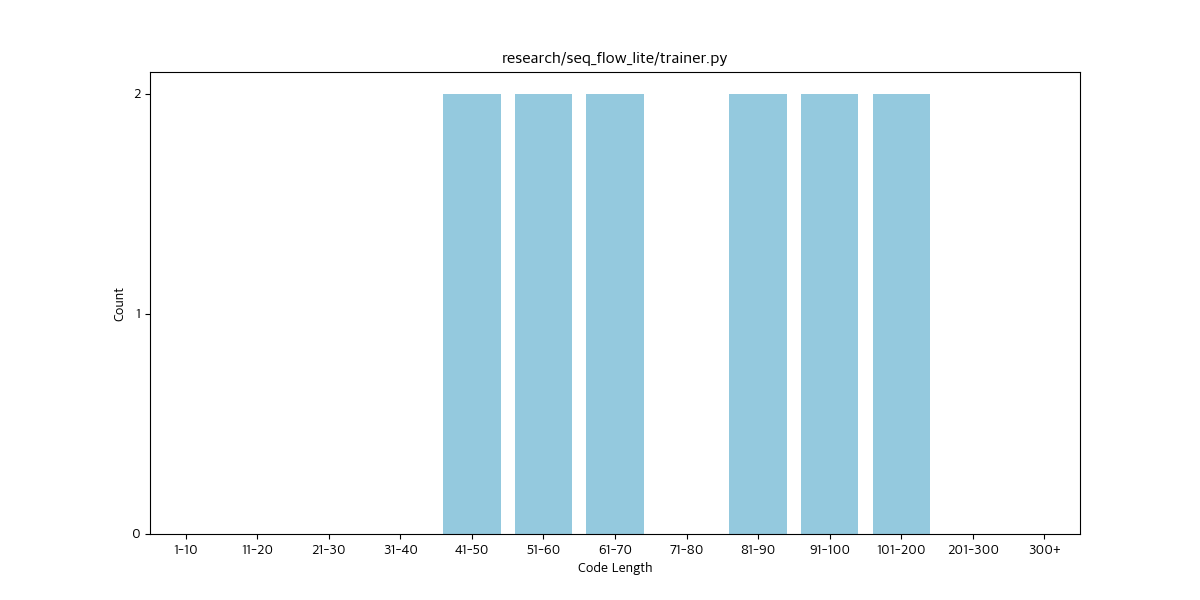 research/seq_flow_lite/trainer.py
Count
2
1
0
1-10 11-20 21-30 31-40 41-50 51-60 61-70 71-80 81-90 91-100 101-200 201-300 300+
Code Length